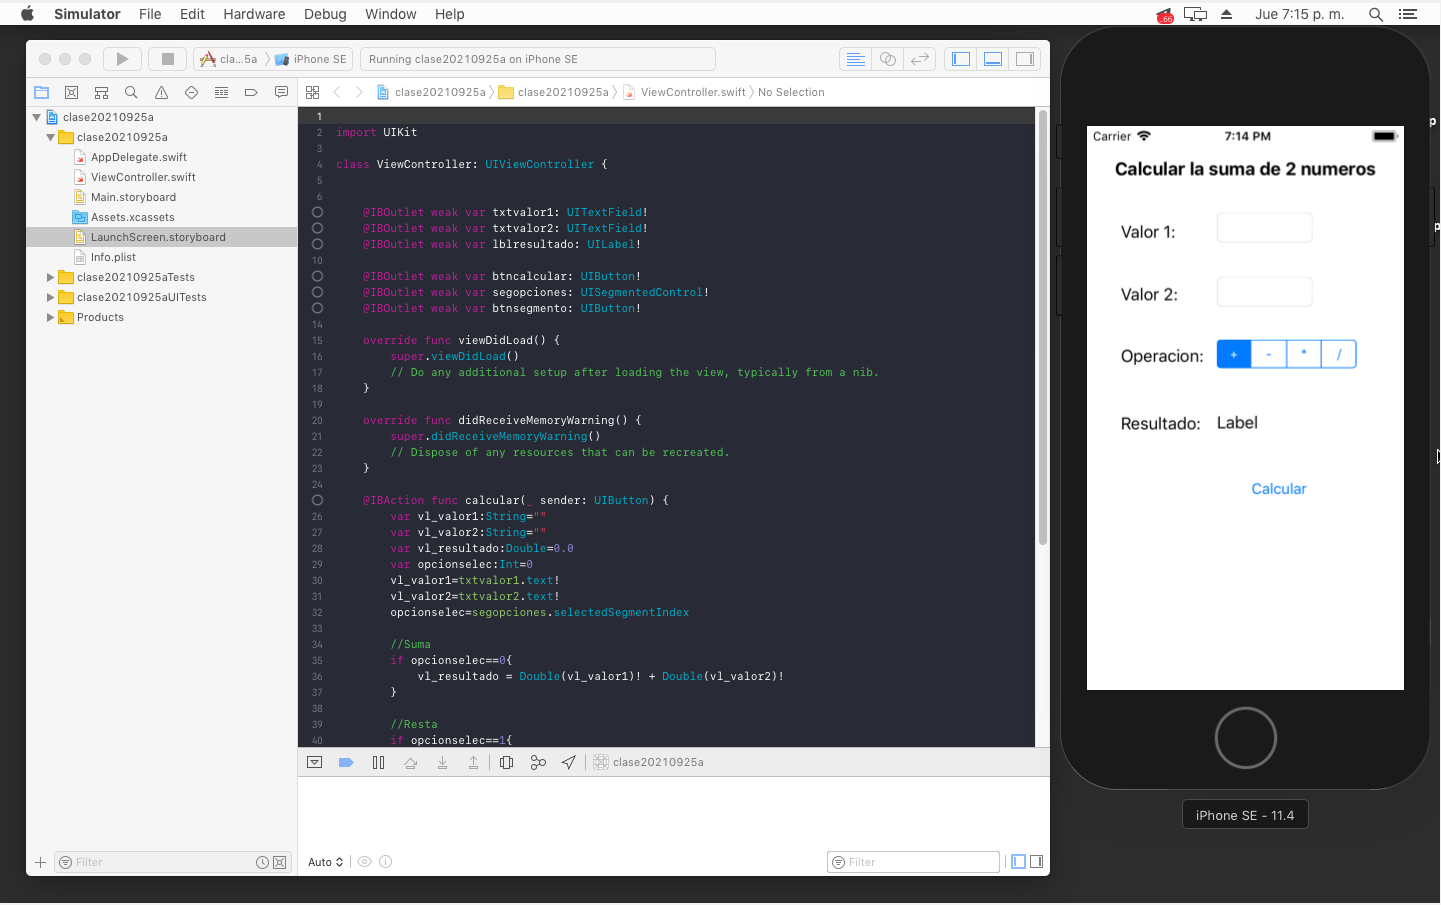 Simulator File Edit Hardware Debug Window Help
.66
Jue 7:15 p. m.
cla...5a iPhone SE
Running clase20210925a on iPhone SE
clase20210925a clase20210925a ViewController.swift No Selection
clase20210925a
clase20210925a
AppDelegate.swift
ViewController.swift
Main.storyboard
Assets.xcassets
LaunchScreen.storyboard
Info.plist
clase20210925aTests
clase20210925aUITests
Products
Filter
1
2 import UIKit
3
4 class ViewController: UIViewController {
5
6
@IBOutlet weak var txtvalor1: UITextField!
@IBOutlet weak var txtvalor2: UITextField!
@IBOutlet weak var lblresultado: UILabel!
10
@IBOutlet weak var btncalcular: UIButton!
@IBOutlet weak var segopciones: UISegmentedControl!
@IBOutlet weak var btnsegmento: UIButton!
14
15 override func viewDidLoad() {
16 super.viewDidLoad()
17 // Do any additional setup after loading the view, typically from a nib.
18 }
19
20 override func didReceiveMemoryWarning() {
21 super.didReceiveMemoryWarning()
22 // Dispose of any resources that can be recreated.
23 }
24
@IBAction func calcular(_ sender: UIButton) {
26 var vl_valor1:String=""
27 var vl_valor2:String=""
28 var vl_resultado:Double=0.0
29 var opcionselec:Int=0
30 vl_valor1=txtvalor1.text!
31 vl_valor2=txtvalor2.text!
32 opcionselec=segopciones.selectedSegmentIndex
33
34 //Suma
35 if opcionselec==0{
36 vl_resultado = Double(vl_valor1)! + Double(vl_valor2)!
37 }
38
39 //Resta
40 if opcionselec==1{
clase20210925a
Auto
Filter
Carrier 7:14 PM
Calcular la suma de 2 numeros
Valor 1:
Valor 2:
Operacion: + - * /
Resultado: Label
Calcular
iPhone SE - 11.4
p
p